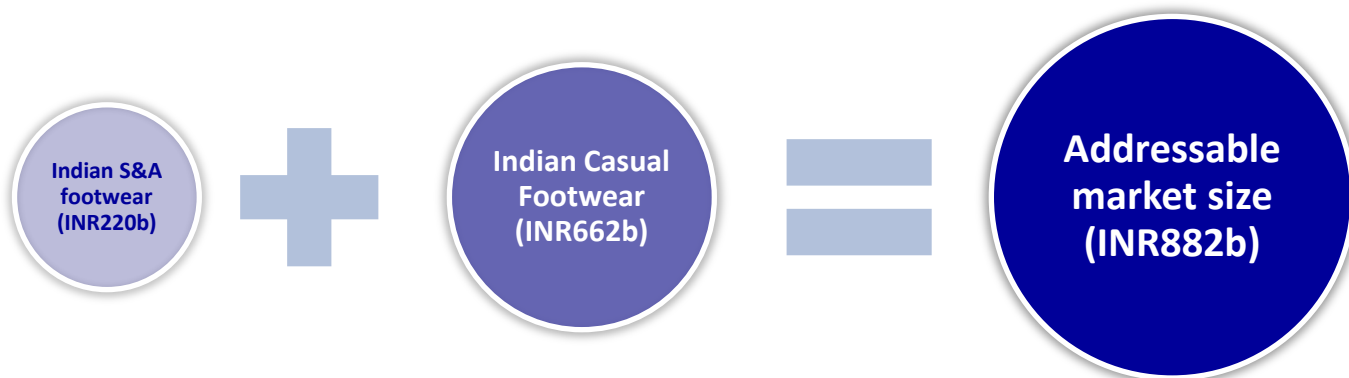 Indian S&A
footwear
(INR220b)
Indian Casual
Footwear
(INR662b)
Addressable
market size
(INR882b)